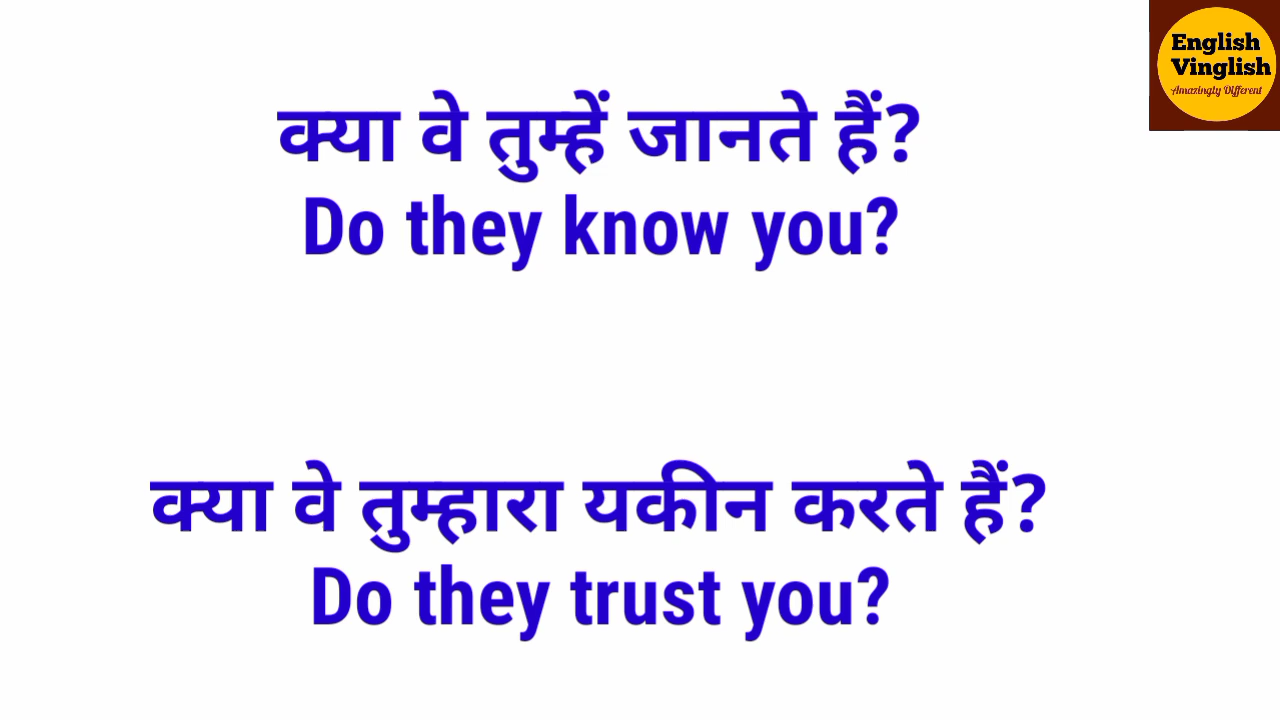 English
Vinglish
Amazingly Different
क्या वे तुम्हें जानते हैं?
Do they know you?
क्या वे तुम्हारा यकीन करते हैं?
Do they trust you?